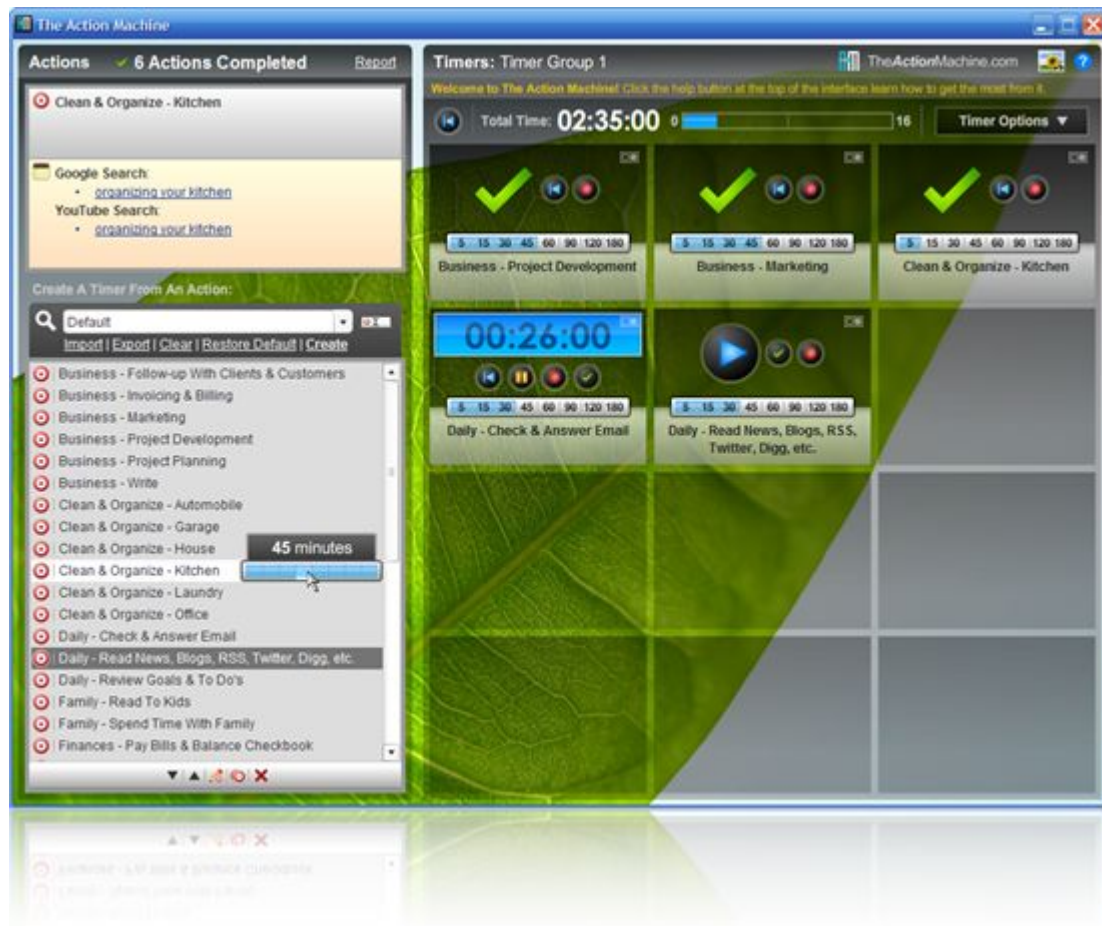 The Action Machine
Actions 6 Actions Completed Report
Clean & Organize - Kitchen
Google Search:
organizing your kitchen
YouTube Search:
organizing your kitchen
Create A Timer From An Action:
Default
Import | Export | Clear | Restore Default | Create
Business - Follow-up With Clients & Customers
Business - Invoicing & Billing
Business - Marketing
Business - Project Development
Business - Project Planning
Business - Write
Clean & Organize - Automobile
Clean & Organize - Garage
Clean & Organize - House
45 minutes
Clean & Organize - Kitchen
Clean & Organize - Laundry
Clean & Organize - Office
Daily - Check & Answer Email
Daily - Read News, Blogs, RSS, Twitter, Digg, etc.
Daily - Review Goals & To Do's
Family - Read To Kids
Family - Spend Time With Family
Finances - Pay Bills & Balance Checkbook
Timers: Timer Group 1
TheActionMachine.com ?
Welcome to The Action Machine! Click the help button at the top of the interface learn how to get the most from it.
Total Time: 02:35:00 0 16 Timer Options
5 15 30 45 60 90 120 180
Business - Project Development
5 15 30 45 60 90 120 180
Business - Marketing
5 15 30 45 60 90 120 180
Clean & Organize - Kitchen
00:26:00
5 15 30 45 60 90 120 180
Daily - Check & Answer Email
5 15 30 45 60 90 120 180
Daily - Read News, Blogs, RSS,
Twitter, Digg, etc.